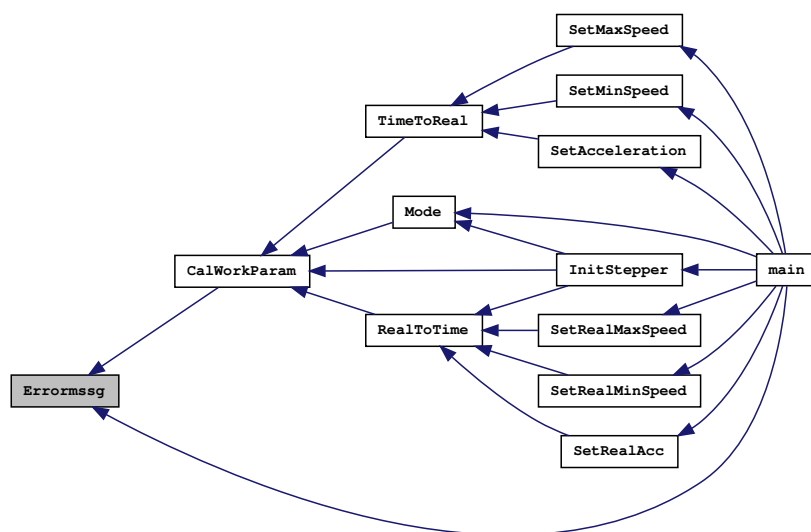 SetMaxSpeed
SetMinSpeed
TimeToReal
SetAcceleration
Mode
CalWorkParam
InitStepper
main
RealToTime
SetRealMaxSpeed
Errormssg
SetRealMinSpeed
SetRealAcc